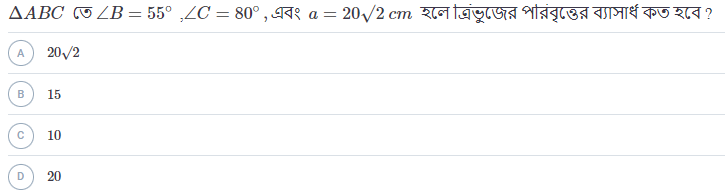 ΔABC তে ∠B = 55° ,∠C = 80° , এবং a = 20√2 cm হলে ত্রিভুজের পরিবৃত্তের ব্যাসার্ধ কত হবে ?
A 20√2
B 15
C 10
D 20